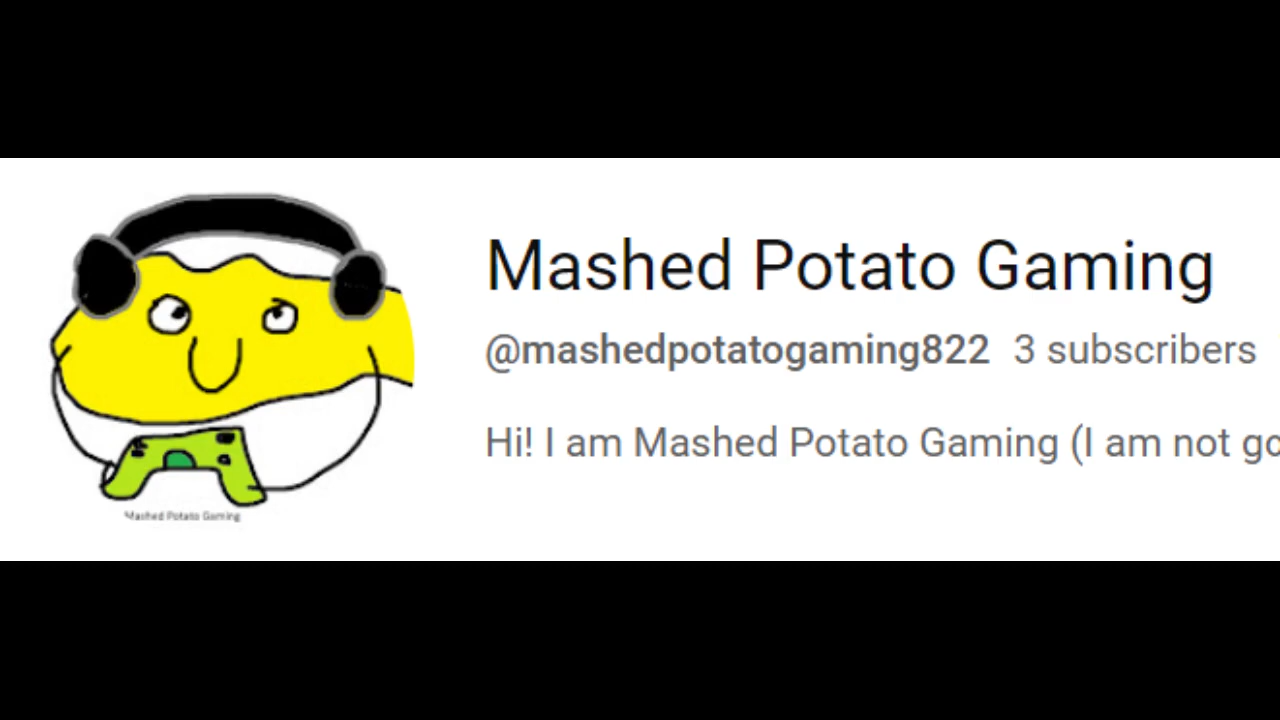 Mashed Potato Gaming
@mashedpotatogaming822 3 subscribers
Hi! I am Mashed Potato Gaming (I am not
Mashed Potato Gaming